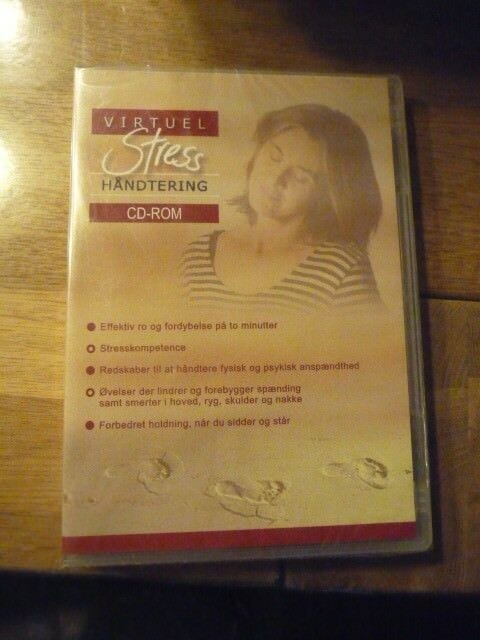 VIRTUEL
Stress
HÅNDTERING
CD-ROM
Effektiv ro og fordybelse på to minutter
Stresskompetence
Redskaber til at håndtere fysisk og psykisk anspændthed
Øvelser der lindrer og forebygger spænding
samt smerter i hoved, ryg, skulder og nakke
Forbedret holdning, når du sidder og står